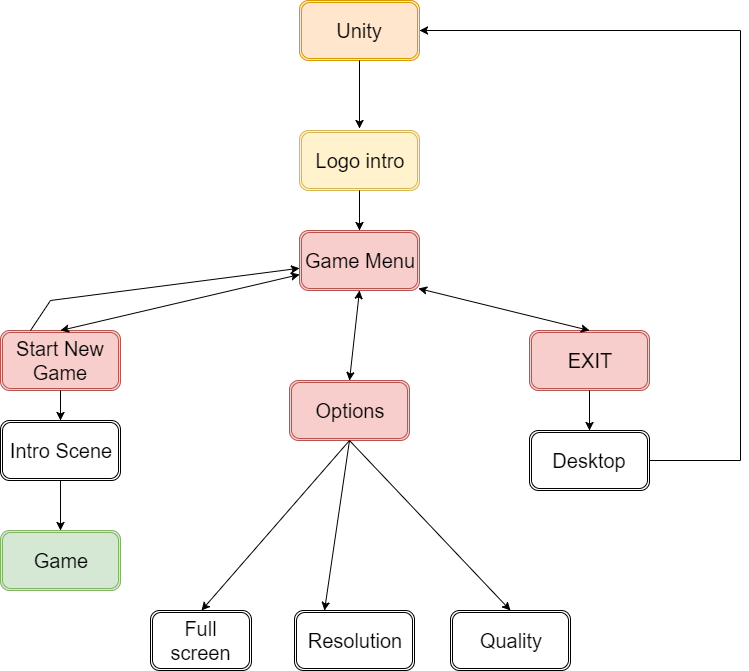 Unity
Logo intro
Game Menu
Start New
Game
EXIT
Options
Intro Scene
Desktop
Game
Full
screen
Resolution
Quality